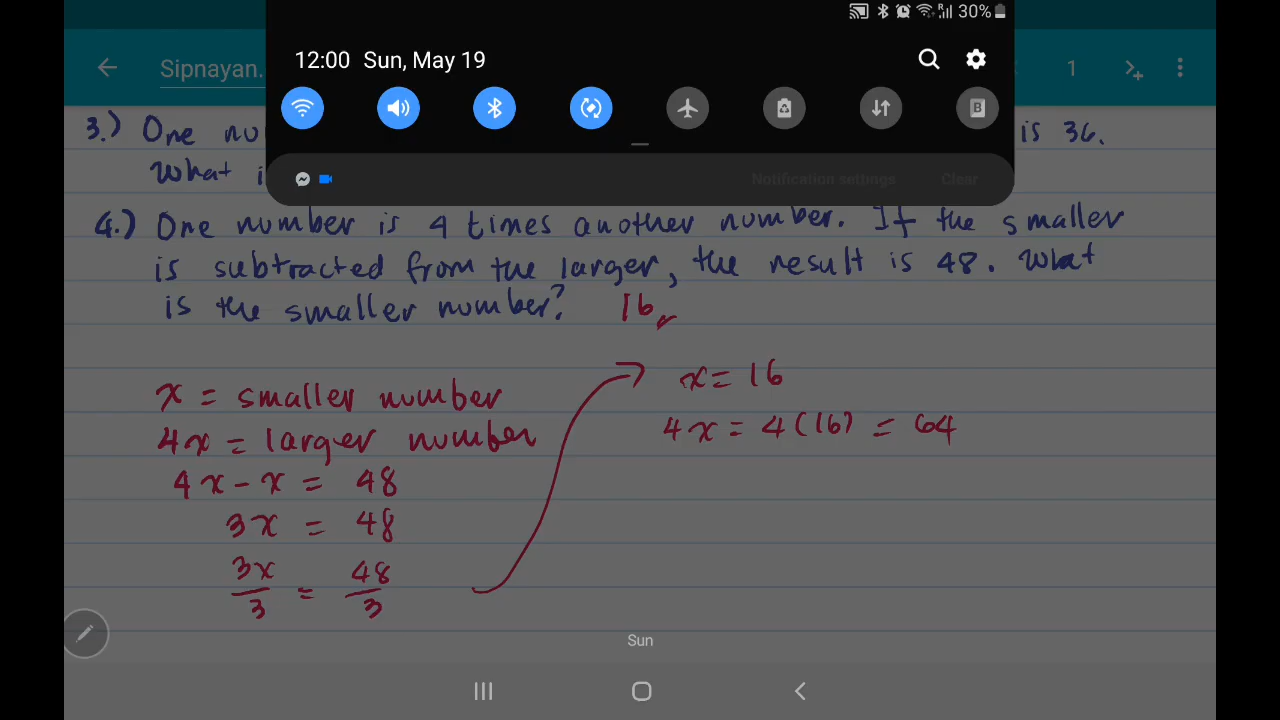 30%
12:00 Sun, May 19
Sipnayan.
1
3.) One nu is 36.
What i
Notification settings Clear
4.) One number is 4 times another number. If the smaller
is subtracted from the larger, the result is 48. What
is the smaller number? 16
x = smaller number
4x = larger number
4x - x = 48
3x = 48
3x/3 = 48/3
x = 16
4x = 4(16) = 64
Sun